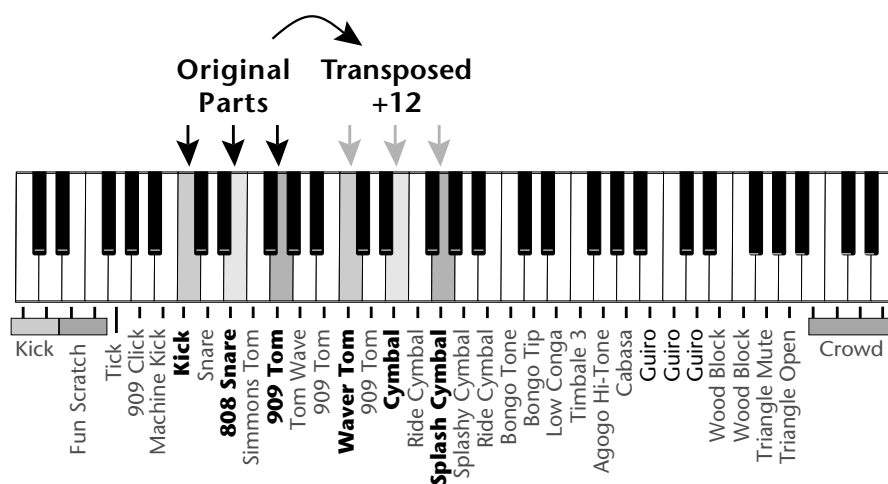 Original
Parts
Transposed
+12
Kick
Fun Scratch
Tick
909 Click
Machine Kick
Kick
Snare
808 Snare
Simmons Tom
909 Tom
Tom Wave
909 Tom
Waver Tom
909 Tom
Cymbal
Ride Cymbal
Splash Cymbal
Splashy Cymbal
Ride Cymbal
Bongo Tone
Bongo Tip
Low Conga
Timbale 3
Agogo Hi-Tone
Cabasa
Guiro
Guiro
Guiro
Wood Block
Wood Block
Triangle Mute
Triangle Open
Crowd